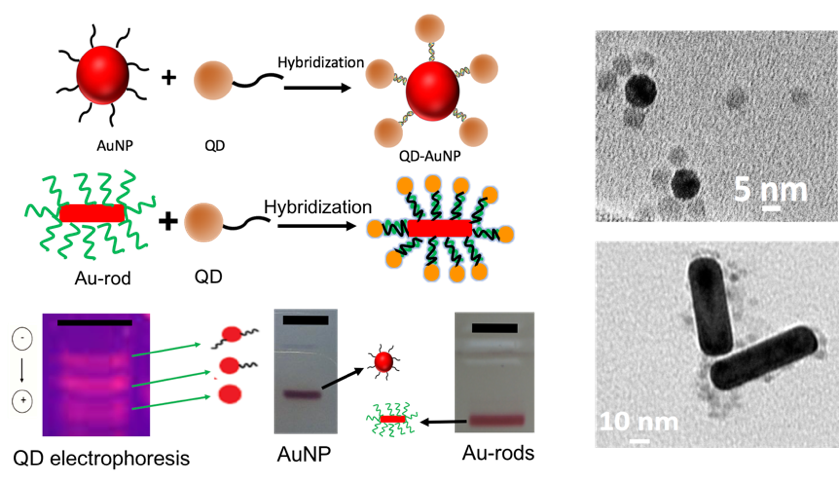 +
Hybridization
AuNP
QD
QD-AuNP
5 nm
+
Hybridization
Au-rod
QD
-
+
QD electrophoresis
AuNP
Au-rods
10 nm